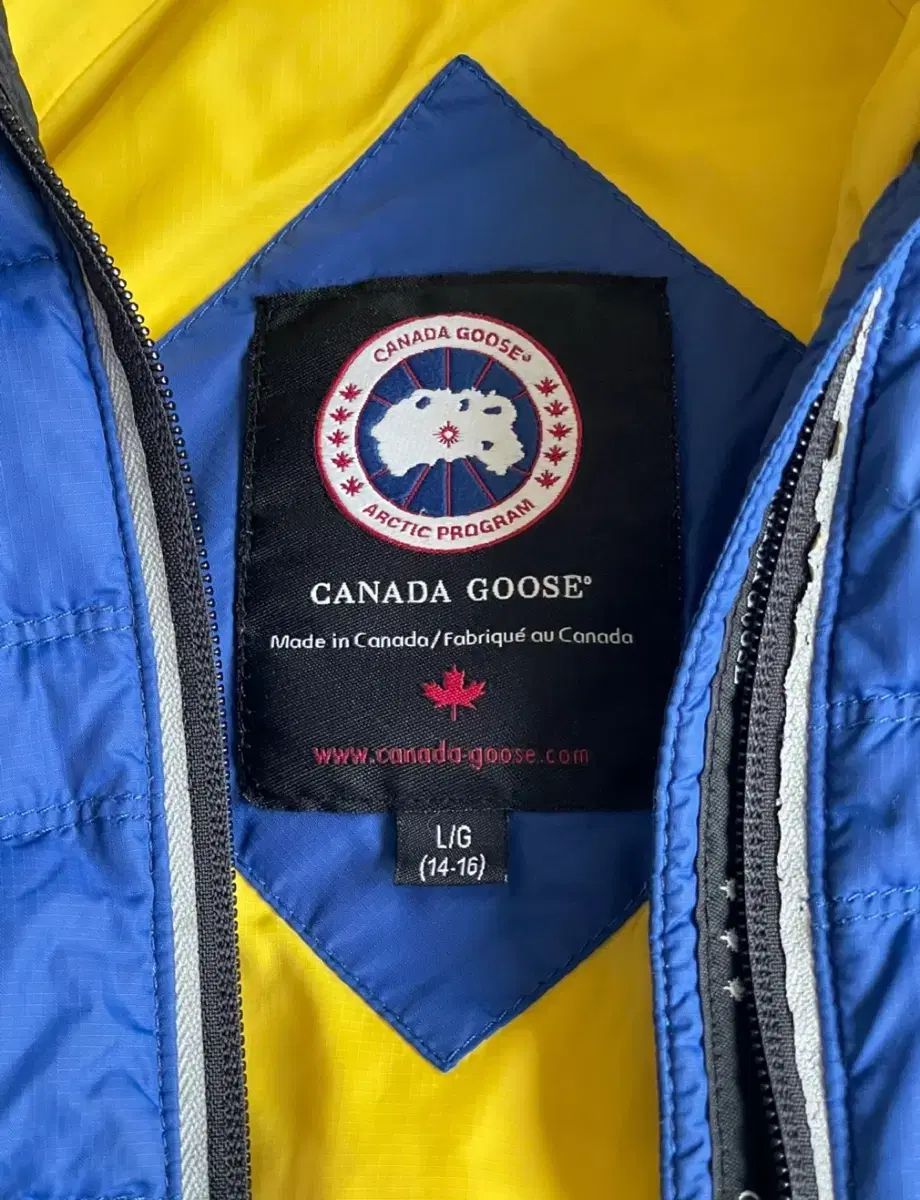 CANADA GOOSE®
ARCTIC PROGRAM
CANADA GOOSE®
Made in Canada/Fabriqué au Canada
www.canada-goose.com
L/G
(14-16)